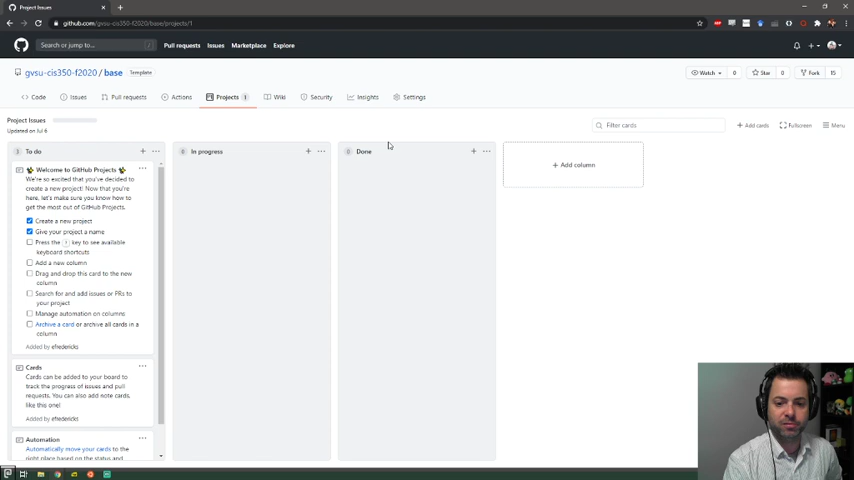 Project Issues
github.com/gvsu-cis350-f2020/base/projects/1
Search or jump to...
/
Pull requests
Issues
Marketplace
Explore
gvsu-cis350-f2020 / base
Template
Watch
0
Star
0
Fork
15
Code
Issues
Pull requests
Actions
Projects 1
Wiki
Security
Insights
Settings
Project Issues
Updated on Jul 6
Filter cards
+ Add cards
Fullscreen
Menu
3 To do
0 In progress
0 Done
+ Add column
Welcome to GitHub Projects
We're so excited that you've decided to
create a new project! Now that you're
here, let's make sure you know how to
get the most out of GitHub Projects.
Create a new project
Give your project a name
Press the ? key to see available
keyboard shortcuts
Add a new column
Drag and drop this card to the new
column
Search for and add issues or PRs to
your project
Manage automation on columns
Archive a card or archive all cards in a
column
Added by efredericks
Cards
Cards can be added to your board to
track the progress of issues and pull
requests. You can also add note cards,
like this one!
Added by efredericks
Automation
Automatically move your cards to the
right place based on the status and